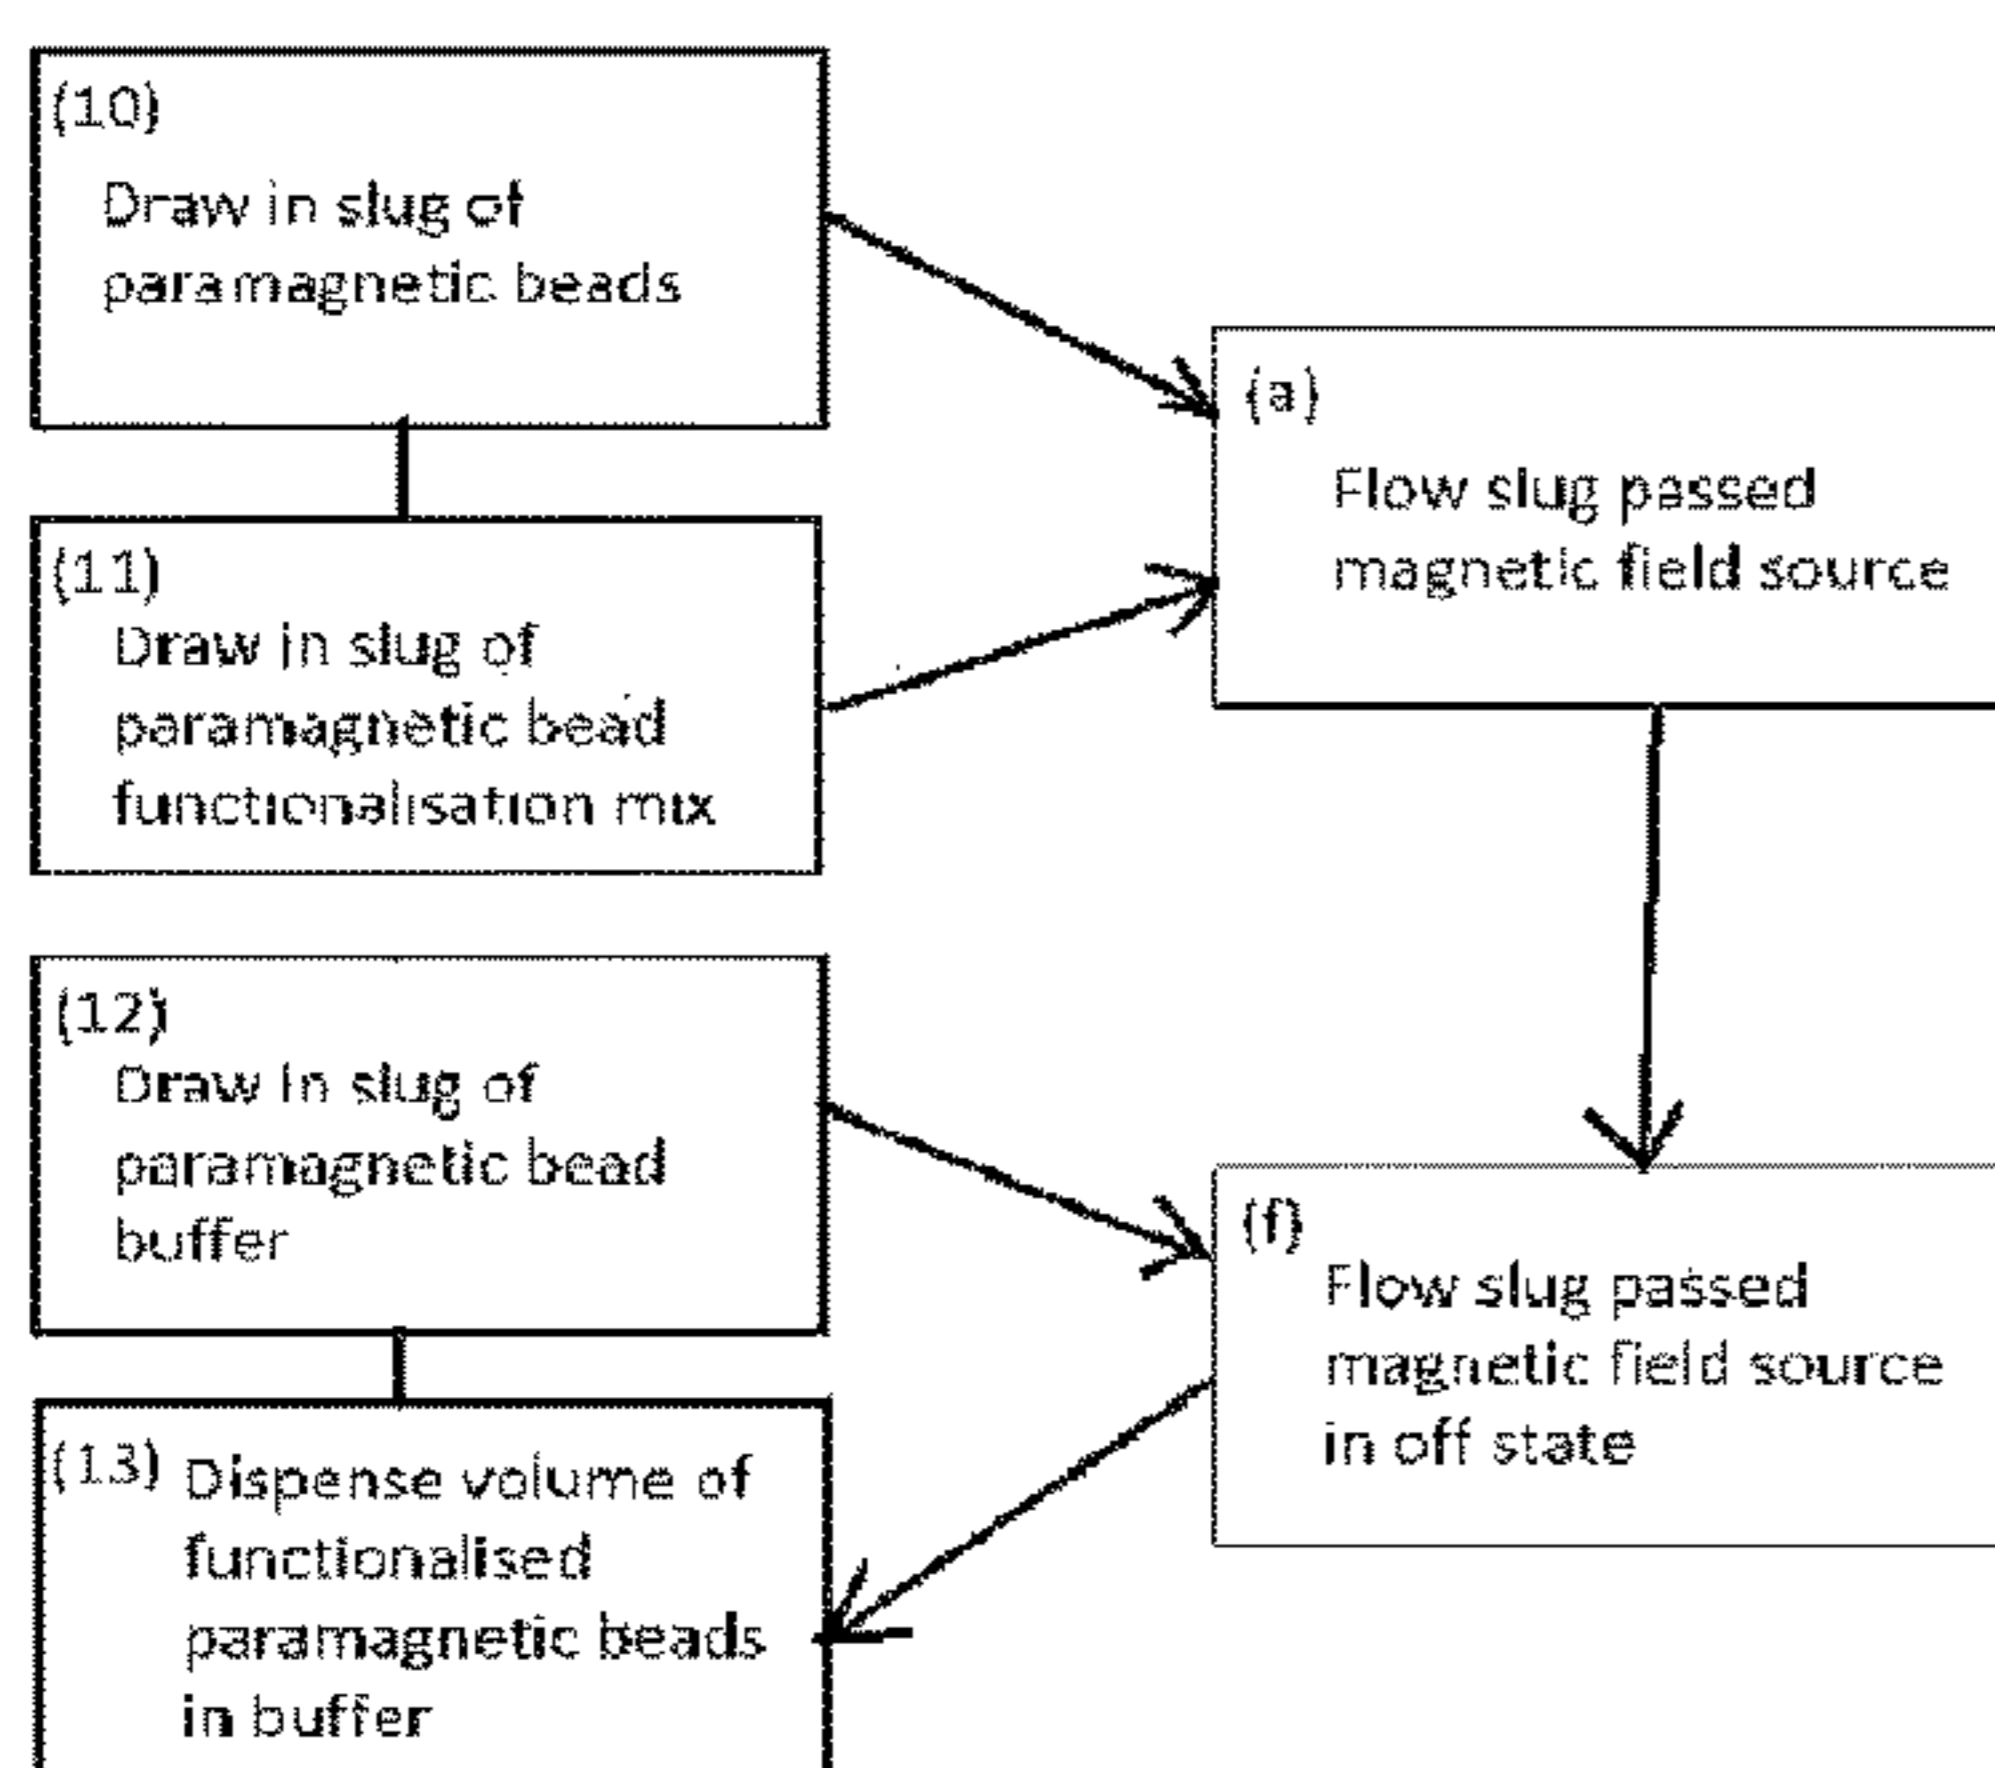 (10)
Draw in slug of
paramagnetic beads
(a)
Flow slug passed
magnetic field source
(11)
Draw in slug of
paramagnetic bead
functionalisation mix
(12)
Draw in slug of
paramagnetic bead
buffer
(f)
Flow slug passed
magnetic field source
in off state
(13) Dispense volume of
functionalised
paramagnetic beads
in buffer